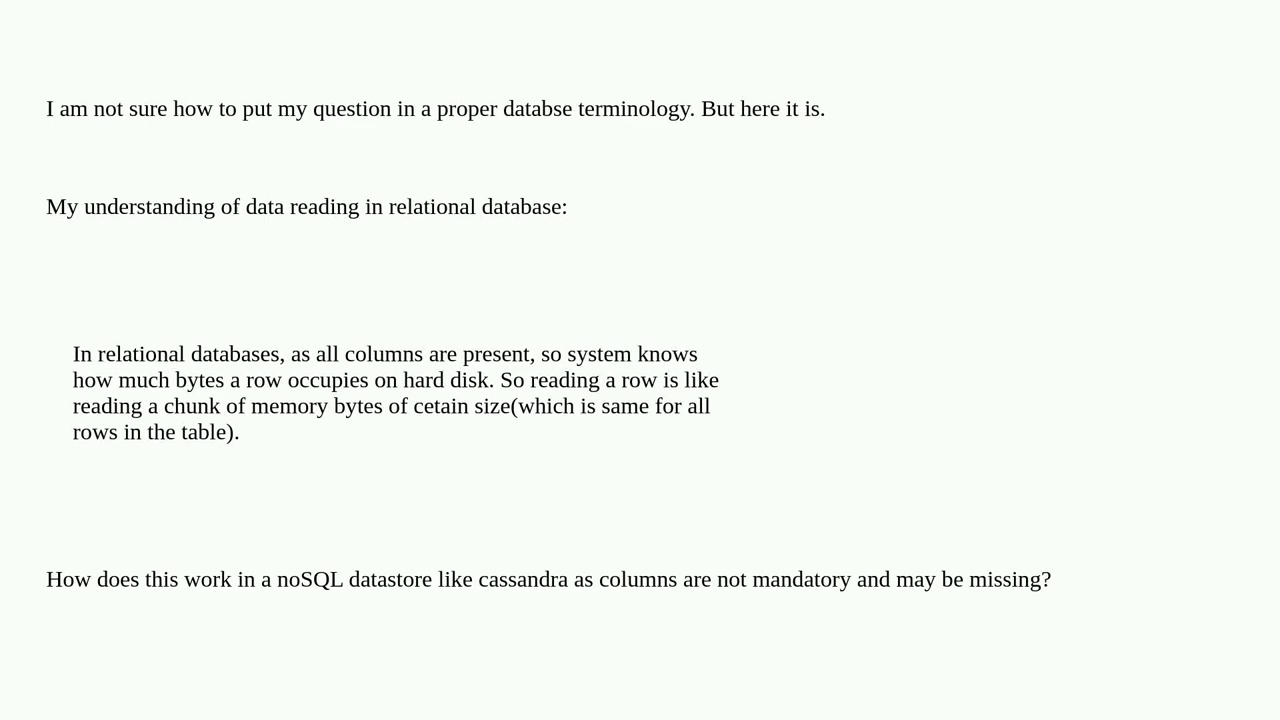 I am not sure how to put my question in a proper databse terminology. But here it is.
My understanding of data reading in relational database:
In relational databases, as all columns are present, so system knows
how much bytes a row occupies on hard disk. So reading a row is like
reading a chunk of memory bytes of cetain size(which is same for all
rows in the table).
How does this work in a noSQL datastore like cassandra as columns are not mandatory and may be missing?